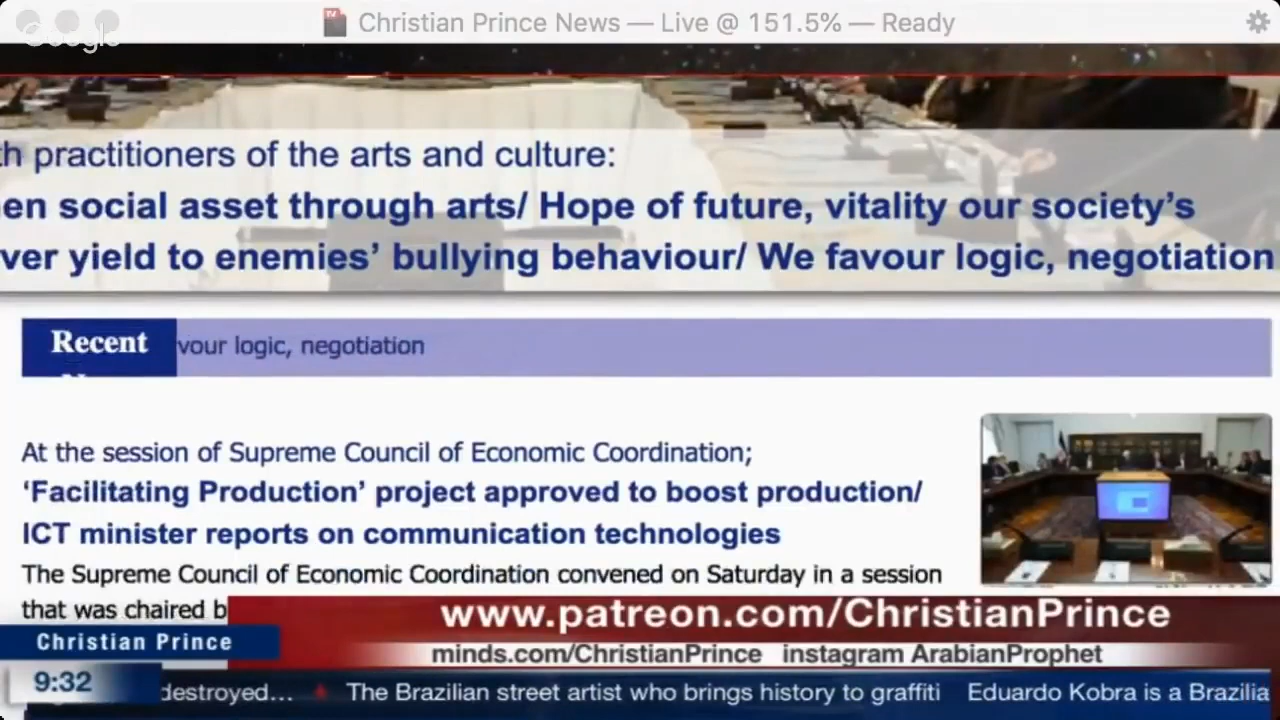 Christian Prince News — Live @ 151.5% — Ready
Google
th practitioners of the arts and culture:
en social asset through arts/ Hope of future, vitality our society's
ver yield to enemies' bullying behaviour/ We favour logic, negotiation
Recent
vour logic, negotiation
At the session of Supreme Council of Economic Coordination;
‘Facilitating Production’ project approved to boost production/
ICT minister reports on communication technologies
The Supreme Council of Economic Coordination convened on Saturday in a session
that was chaired b
www.patreon.com/ChristianPrince
Christian Prince
minds.com/ChristianPrince instagram ArabianProphet
9:32
destroyed... The Brazilian street artist who brings history to graffiti Eduardo Kobra is a Brazilia